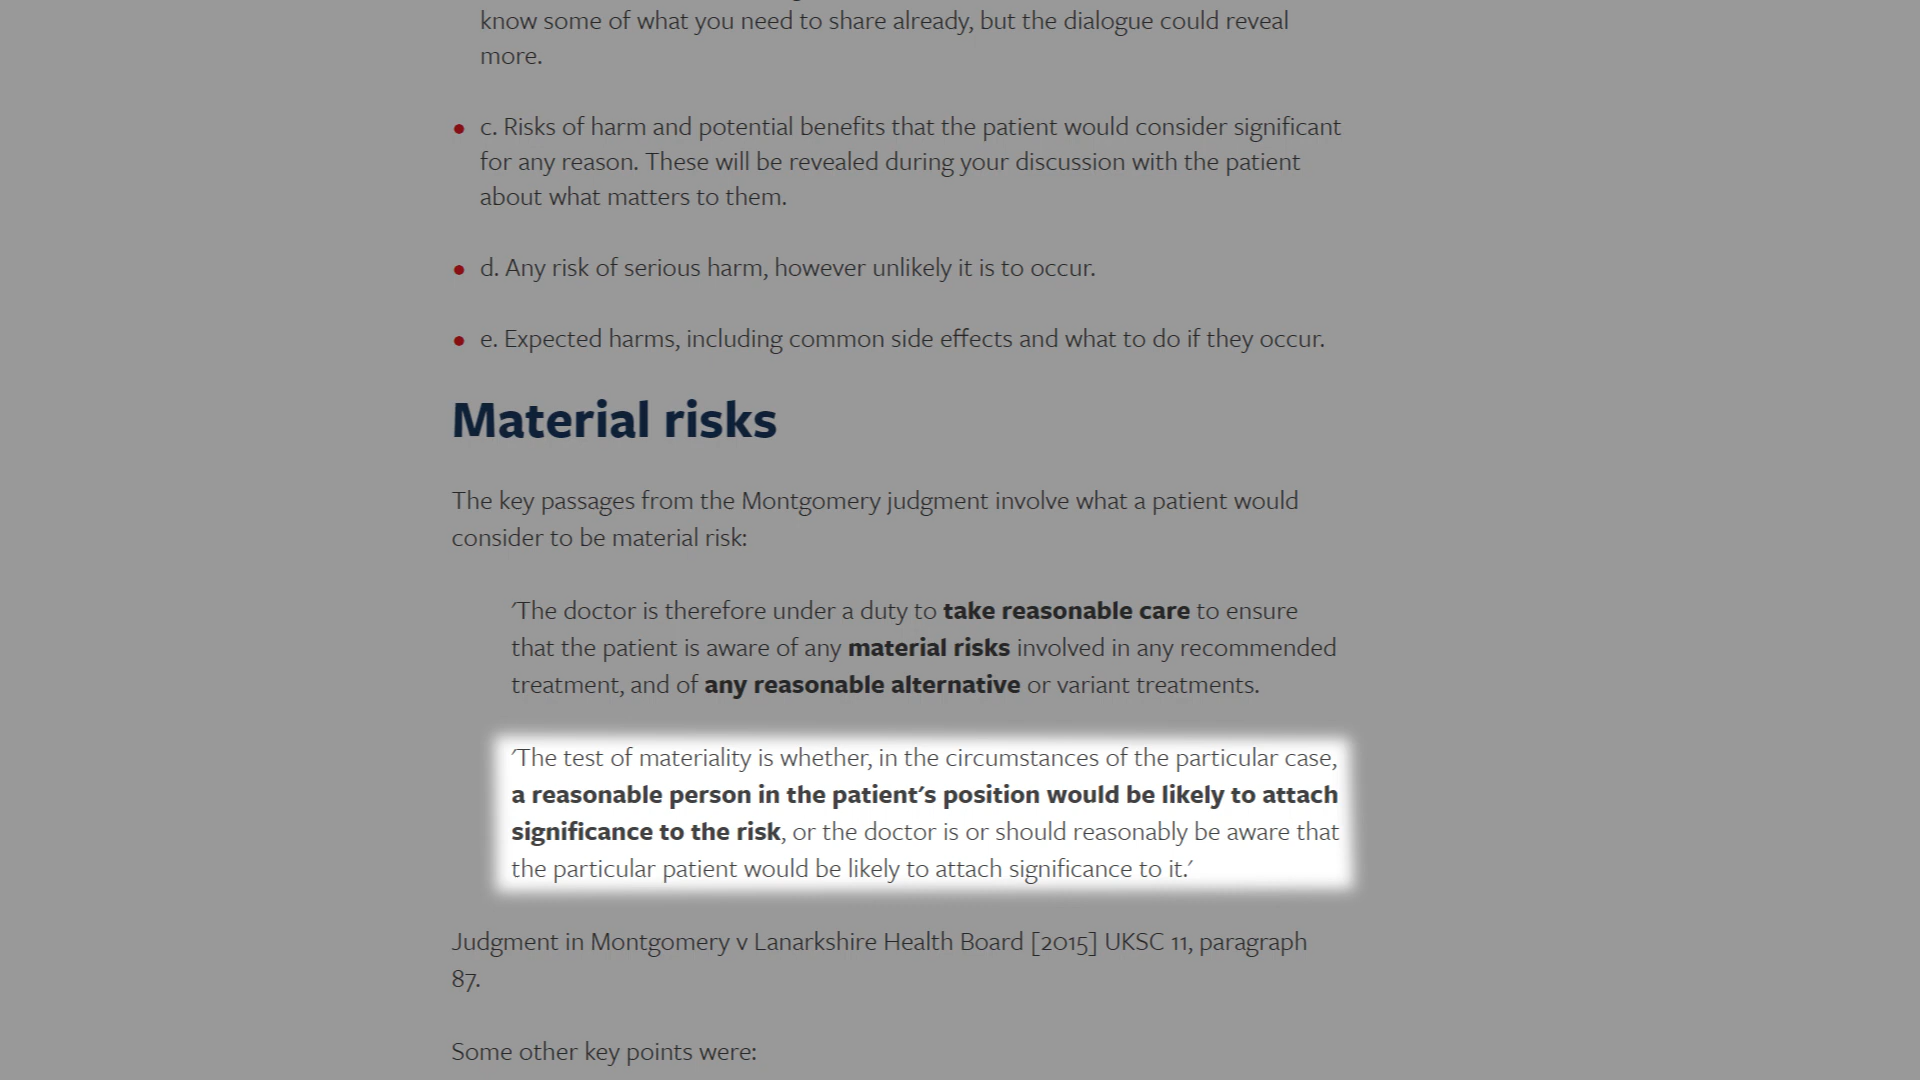 know some of what you need to share already, but the dialogue could reveal
more.
• c. Risks of harm and potential benefits that the patient would consider significant
for any reason. These will be revealed during your discussion with the patient
about what matters to them.
• d. Any risk of serious harm, however unlikely it is to occur.
• e. Expected harms, including common side effects and what to do if they occur.
Material risks
The key passages from the Montgomery judgment involve what a patient would
consider to be material risk:
'The doctor is therefore under a duty to take reasonable care to ensure
that the patient is aware of any material risks involved in any recommended
treatment, and of any reasonable alternative or variant treatments.
'The test of materiality is whether, in the circumstances of the particular case,
a reasonable person in the patient's position would be likely to attach
significance to the risk, or the doctor is or should reasonably be aware that
the particular patient would be likely to attach significance to it.'
Judgment in Montgomery v Lanarkshire Health Board [2015] UKSC 11, paragraph
87.
Some other key points were: